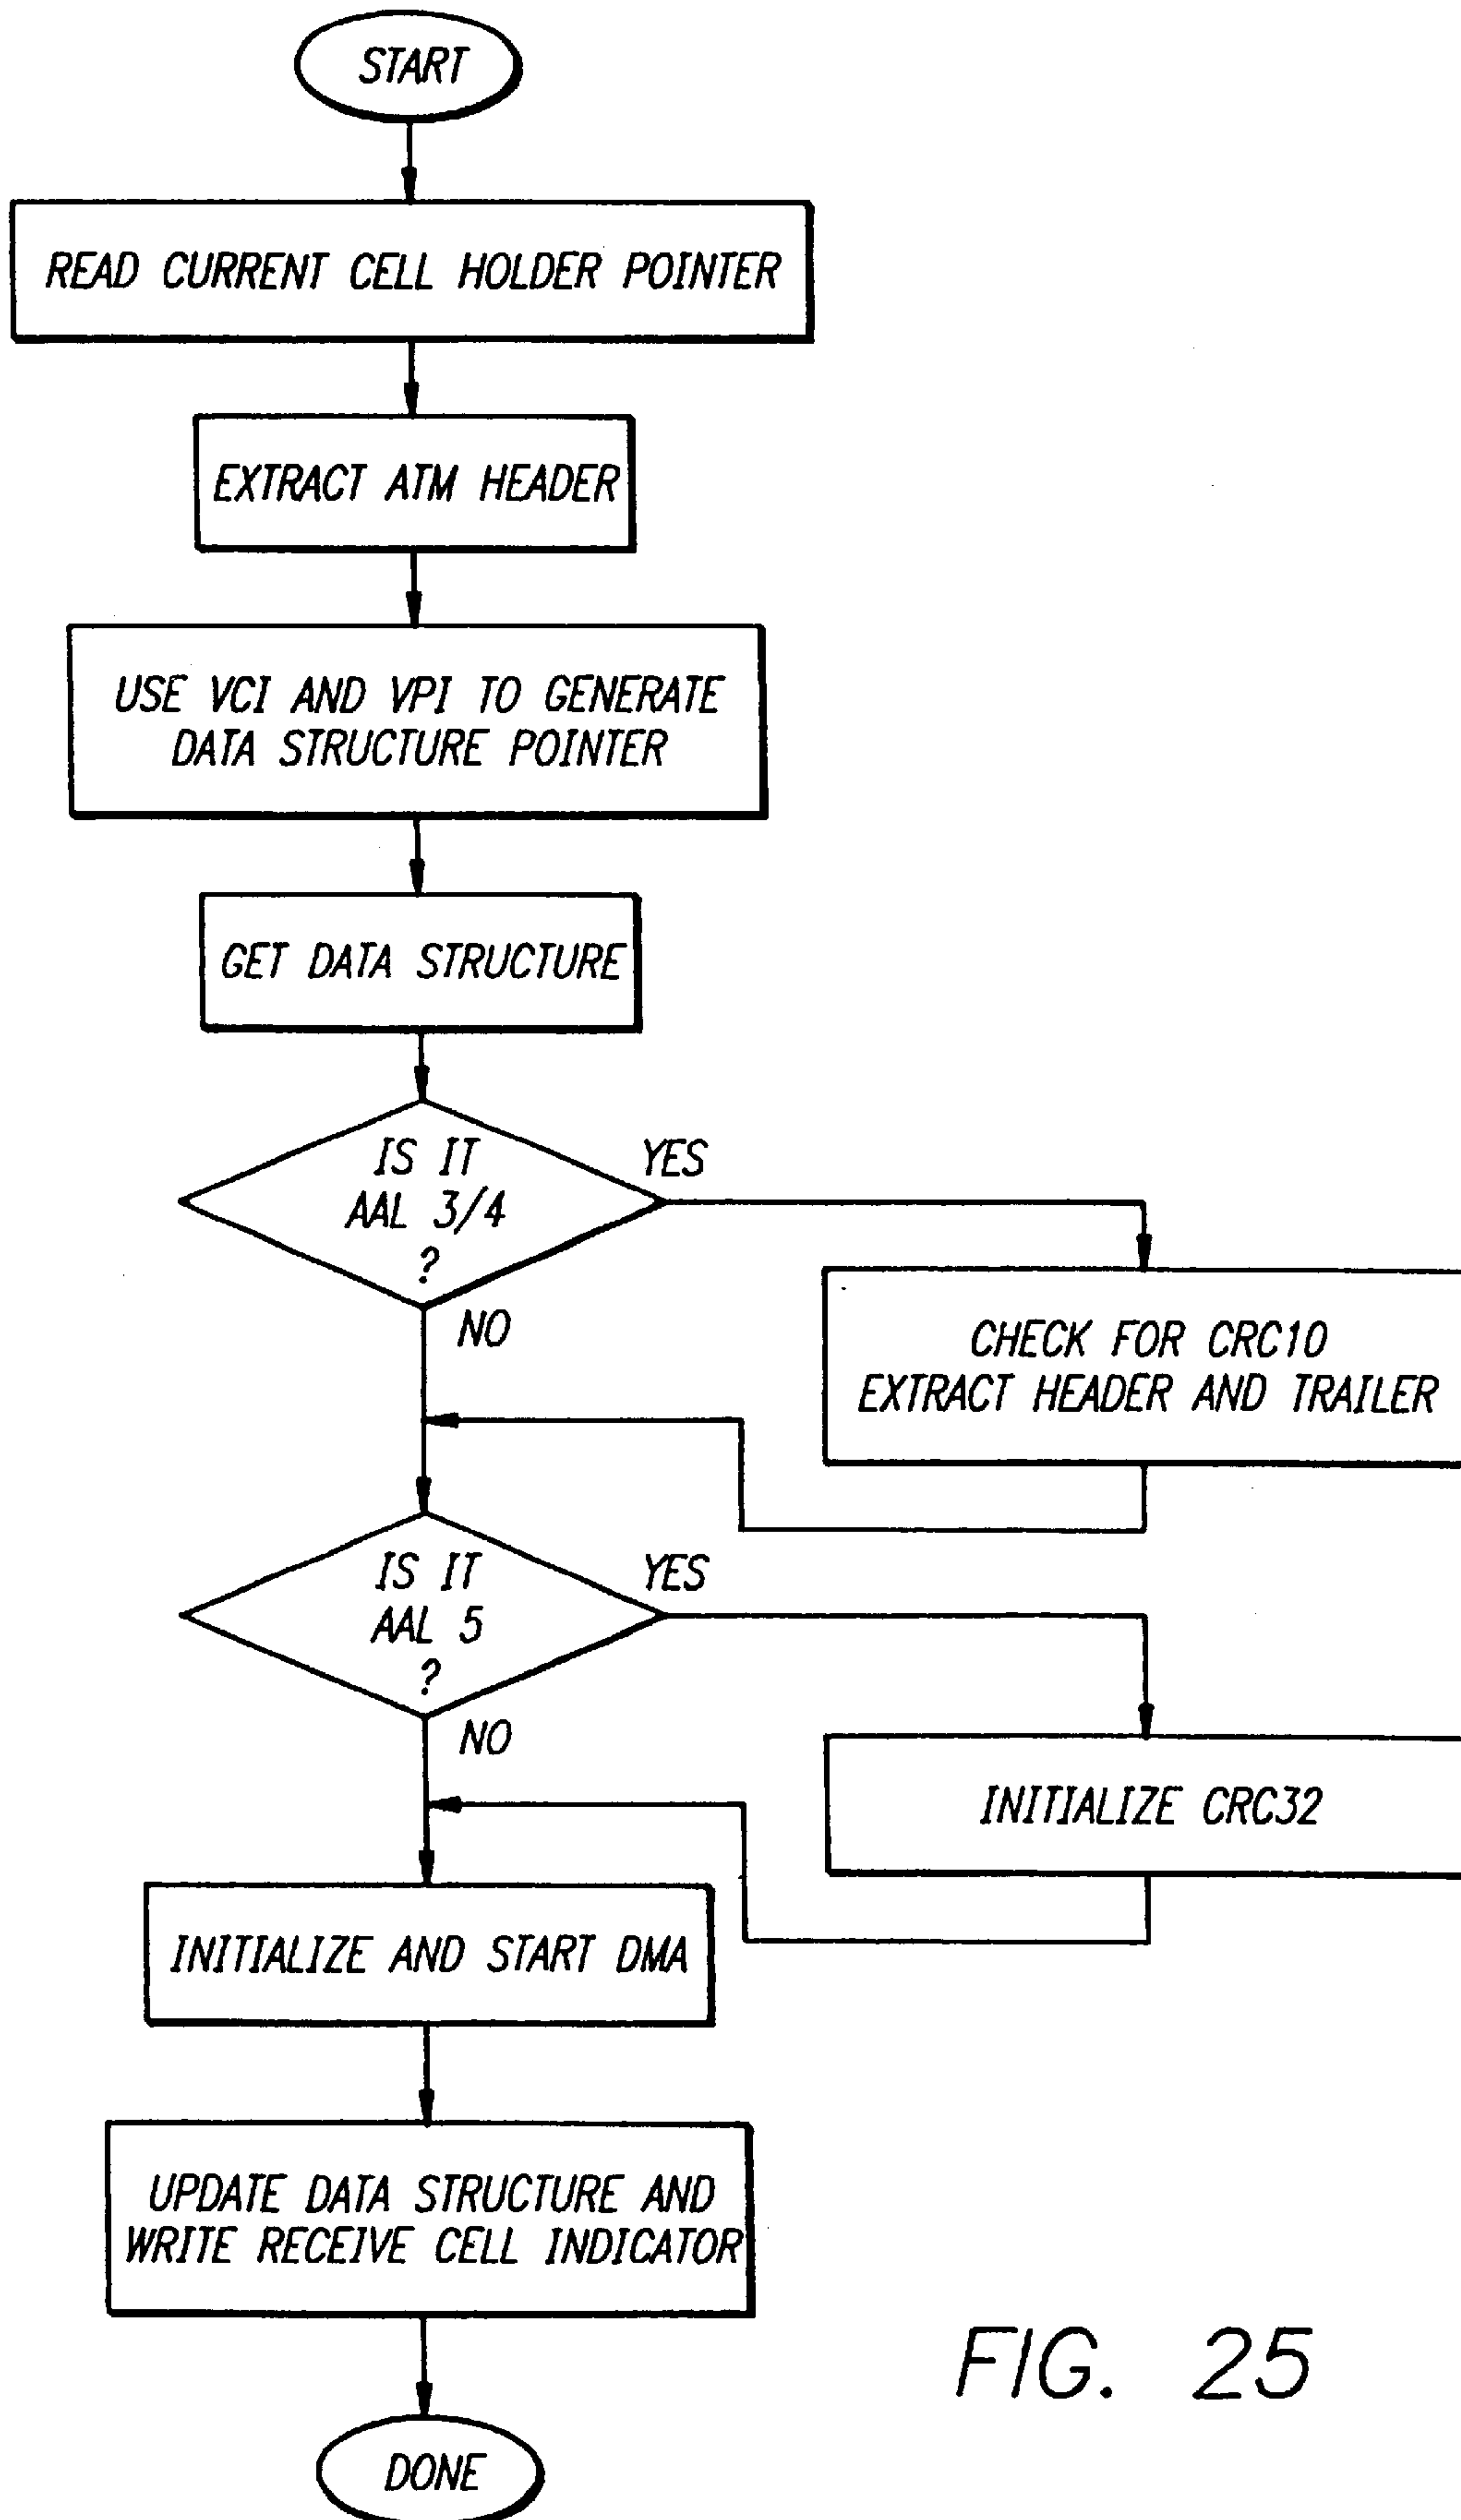 START
READ CURRENT CELL HOLDER POINTER
EXTRACT ATM HEADER
USE VCI AND VPI TO GENERATE
DATA STRUCTURE POINTER
GET DATA STRUCTURE
IS IT
AAL 3/4
?
YES
NO
CHECK FOR CRC10
EXTRACT HEADER AND TRAILER
IS IT
AAL 5
?
YES
NO
INITIALIZE CRC32
INITIALIZE AND START DMA
UPDATE DATA STRUCTURE AND
WRITE RECEIVE CELL INDICATOR
DONE
FIG. 25